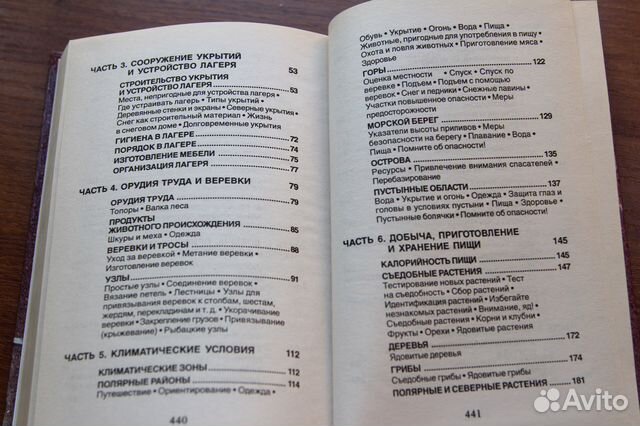 ЧАСТЬ 3. СООРУЖЕНИЕ УКРЫТИЙ
И УСТРОЙСТВО ЛАГЕРЯ 53
СТРОИТЕЛЬСТВО УКРЫТИЯ
И УСТРОЙСТВО ЛАГЕРЯ 53
Места, непригодные для устройства лагеря •
Где устраивать лагерь • Типы укрытий •
Деревянные стенки и экраны • Северные укрытия •
Снег как строительный материал • Жизнь
в снеговом доме • Долговременные укрытия
ГИГИЕНА В ЛАГЕРЕ 72
ПОРЯДОК В ЛАГЕРЕ 74
ИЗГОТОВЛЕНИЕ МЕБЕЛИ 75
ОРГАНИЗАЦИЯ ЛАГЕРЯ 77
ЧАСТЬ 4. ОРУДИЯ ТРУДА И ВЕРЕВКИ 79
ОРУДИЯ ТРУДА 79
Топоры • Валка леса
ПРОДУКТЫ
ЖИВОТНОГО ПРОИСХОЖДЕНИЯ 85
Шкуры и меха • Одежда
ВЕРЕВКИ И ТРОСЫ 88
Уход за веревкой • Метание веревки •
Изготовление веревок
УЗЛЫ 91
Простые узлы • Соединение веревок •
Вязание петель • Лестницы • Узлы для
привязывания веревок к столбам, шестам,
жердям, перекладинам и т. д. • Укорачивание
веревки • Закрепление грузов • Привязывание
(крыжевание) • Рыбацкие узлы
ЧАСТЬ 5. КЛИМАТИЧЕСКИЕ УСЛОВИЯ 112
КЛИМАТИЧЕСКИЕ ЗОНЫ 112
ПОЛЯРНЫЕ РАЙОНЫ 114
Путешествие • Ориентирование • Одежда •
440
Обувь • Укрытие • Огонь • Вода • Пища •
Животные, пригодные для употребления в пищу •
Охота и ловля животных • Приготовление мяса •
Здоровье
ГОРЫ 122
Оценка местности • Спуск • Спуск по
веревке • Подъем • Подъем с помощью
веревок • Снег и ледники • Снежные лавины •
Участки повышенной опасности • Меры
предосторожности
МОРСКОЙ БЕРЕГ 129
Указатели высоты приливов • Меры
безопасности на берегу • Плавание • Вода •
Пища • Помните об опасности!
ОСТРОВА 135
Ресурсы • Привлечение внимания спасателей •
Перебазирование
ПУСТЫННЫЕ ОБЛАСТИ 137
Вода • Укрытие и огонь • Одежда • Защита глаз и
головы в условиях пустыни • Пища • Здоровье •
Пустынные болячки • Помните об опасности!
ЧАСТЬ 6. ДОБЫЧА, ПРИГОТОВЛЕНИЕ
И ХРАНЕНИЕ ПИЩИ 145
КАЛОРИЙНОСТЬ ПИЩИ 145
СЪЕДОБНЫЕ РАСТЕНИЯ 147
Тестирование новых растений • Тест
на съедобность • Сбор растений •
Идентификация растений • Избегайте
незнакомых растений • Внимание, яд! •
Съедобные растения • Корни и клубни •
Фрукты • Орехи • Ядовитые растения
ДЕРЕВЬЯ 172
Ядовитые деревья
ГРИБЫ 174
Съедобные грибы • Ядовитые грибы
ПОЛЯРНЫЕ И СЕВЕРНЫЕ РАСТЕНИЯ 181
441
Avito